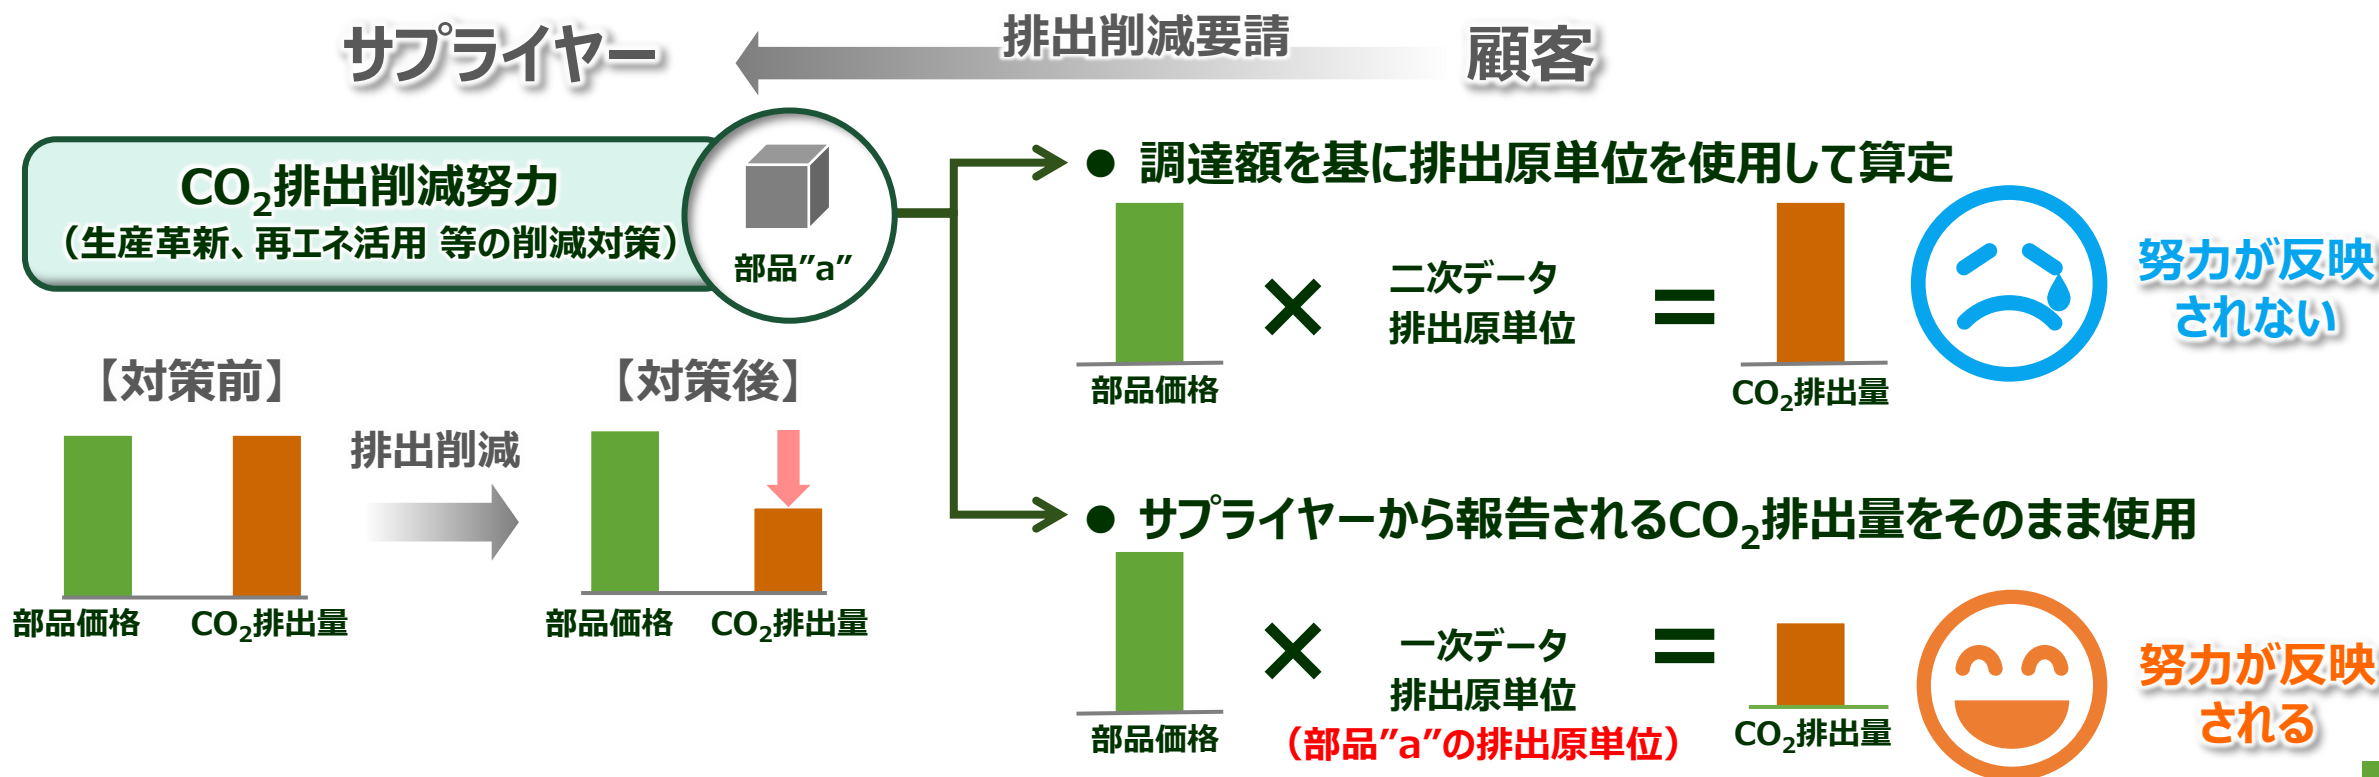 サプライヤー
排出削減要請
顧客
CO₂排出削減努力
（生産革新、再エネ活用 等の削減対策）
部品”a”
【対策前】
【対策後】
排出削減
部品価格
CO₂排出量
部品価格
CO₂排出量
● 調達額を基に排出原単位を使用して算定
部品価格
×
二次データ
排出原単位
=
CO₂排出量
努力が反映
されない
● サプライヤーから報告されるCO₂排出量をそのまま使用
部品価格
×
一次データ
排出原単位
（部品”a”の排出原単位）
=
CO₂排出量
努力が反映
される